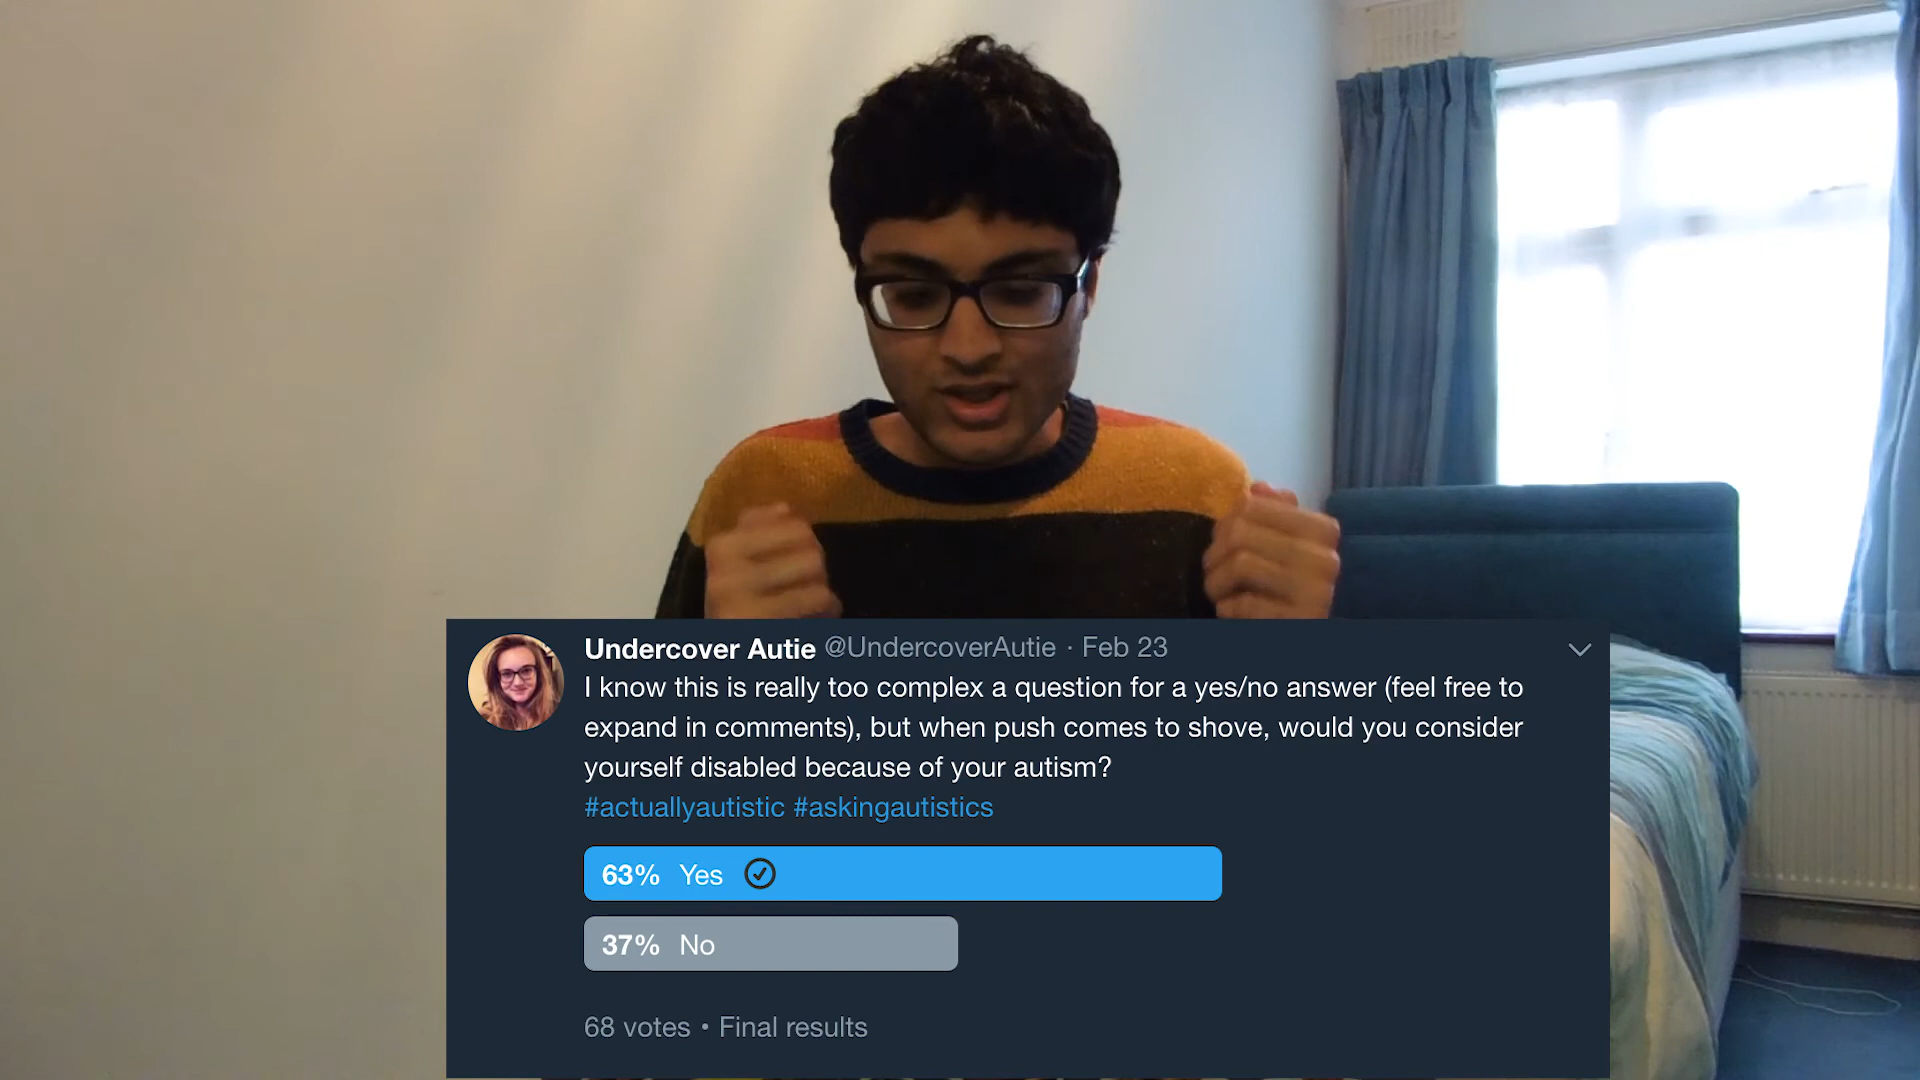 Undercover Autie @UndercoverAutie · Feb 23
I know this is really too complex a question for a yes/no answer (feel free to
expand in comments), but when push comes to shove, would you consider
yourself disabled because of your autism?
#actuallyautistic #askingautistics
63% Yes
37% No
68 votes • Final results